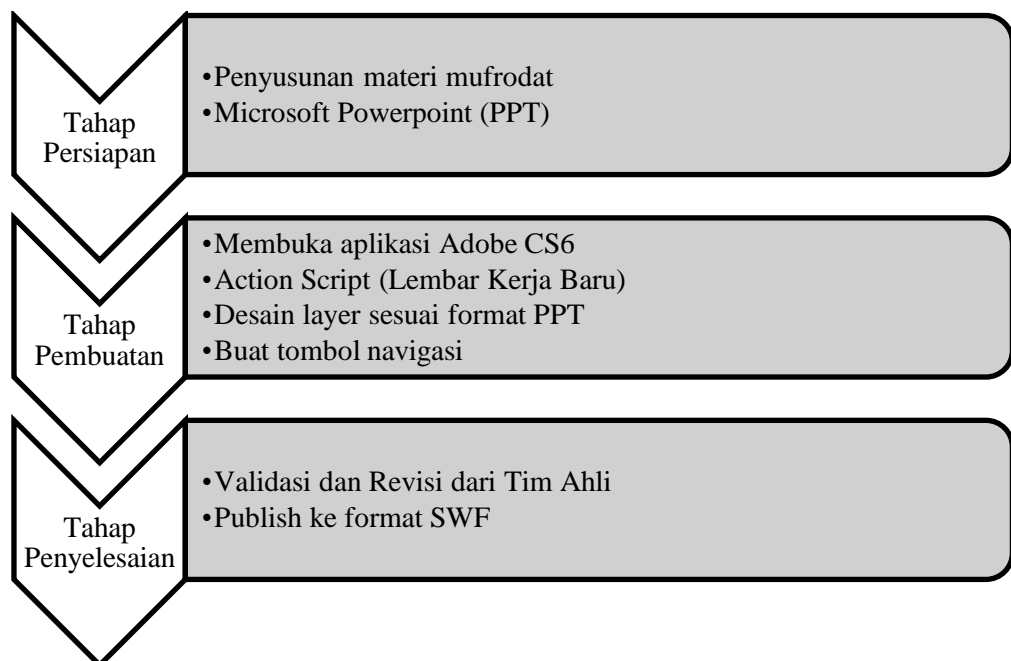 Tahap
Persiapan
•Penyusunan materi mufrodat
•Microsoft Powerpoint (PPT)
Tahap
Pembuatan
•Membuka aplikasi Adobe CS6
•Action Script (Lembar Kerja Baru)
•Desain layer sesuai format PPT
•Buat tombol navigasi
Tahap
Penyelesaian
•Validasi dan Revisi dari Tim Ahli
•Publish ke format SWF